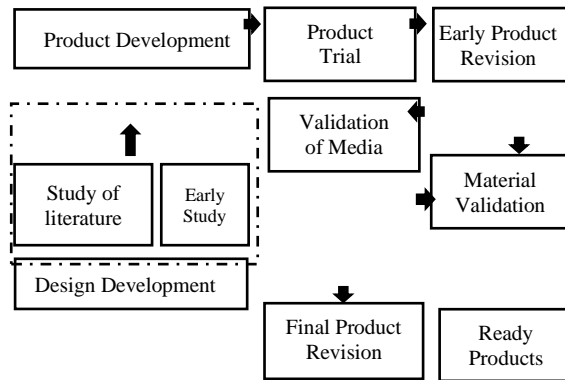 Product Development
Product
Trial
Early Product
Revision
Validation
of Media
Study of
literature
Early
Study
Material
Validation
Design Development
Final Product
Revision
Ready
Products